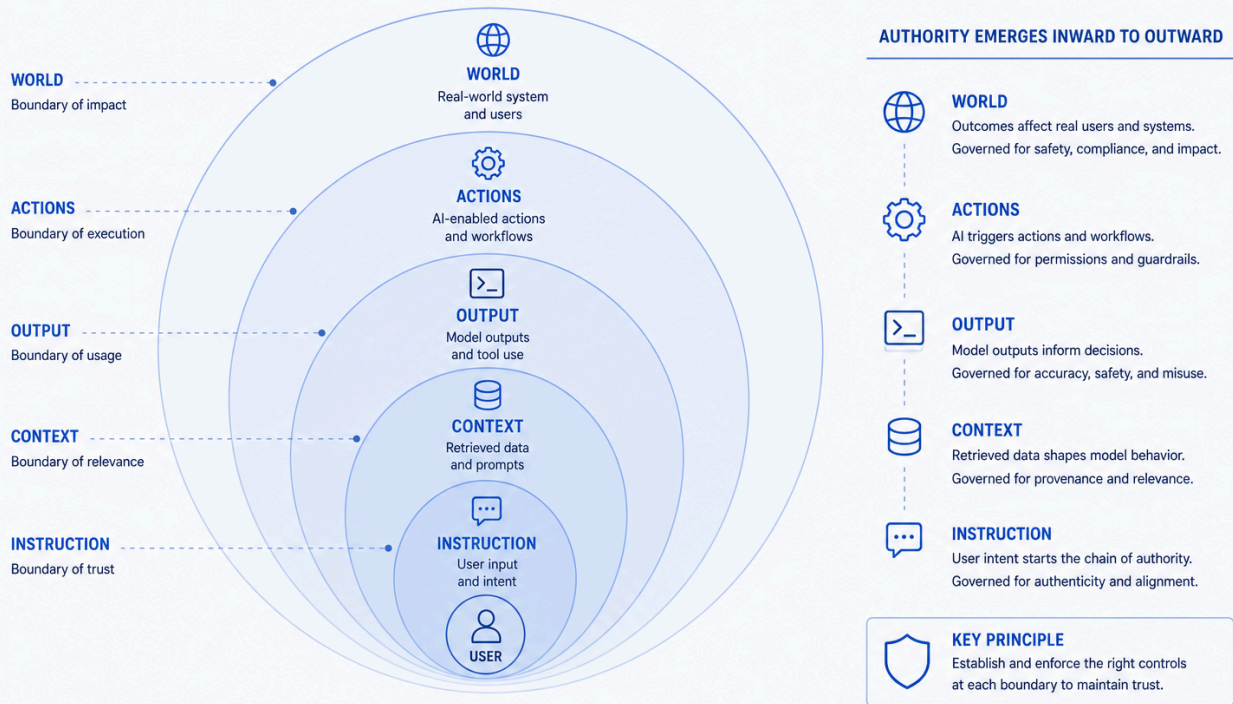 WORLD
Boundary of impact
ACTIONS
Boundary of execution
OUTPUT
Boundary of usage
CONTEXT
Boundary of relevance
INSTRUCTION
Boundary of trust
WORLD
Real-world system
and users
ACTIONS
AI-enabled actions
and workflows
OUTPUT
Model outputs
and tool use
CONTEXT
Retrieved data
and prompts
INSTRUCTION
User input
and intent
USER
AUTHORITY EMERGES INWARD TO OUTWARD
WORLD
Outcomes affect real users and systems.
Governed for safety, compliance, and impact.
ACTIONS
AI triggers actions and workflows.
Governed for permissions and guardrails.
OUTPUT
Model outputs inform decisions.
Governed for accuracy, safety, and misuse.
CONTEXT
Retrieved data shapes model behavior.
Governed for provenance and relevance.
INSTRUCTION
User intent starts the chain of authority.
Governed for authenticity and alignment.
KEY PRINCIPLE
Establish and enforce the right controls
at each boundary to maintain trust.